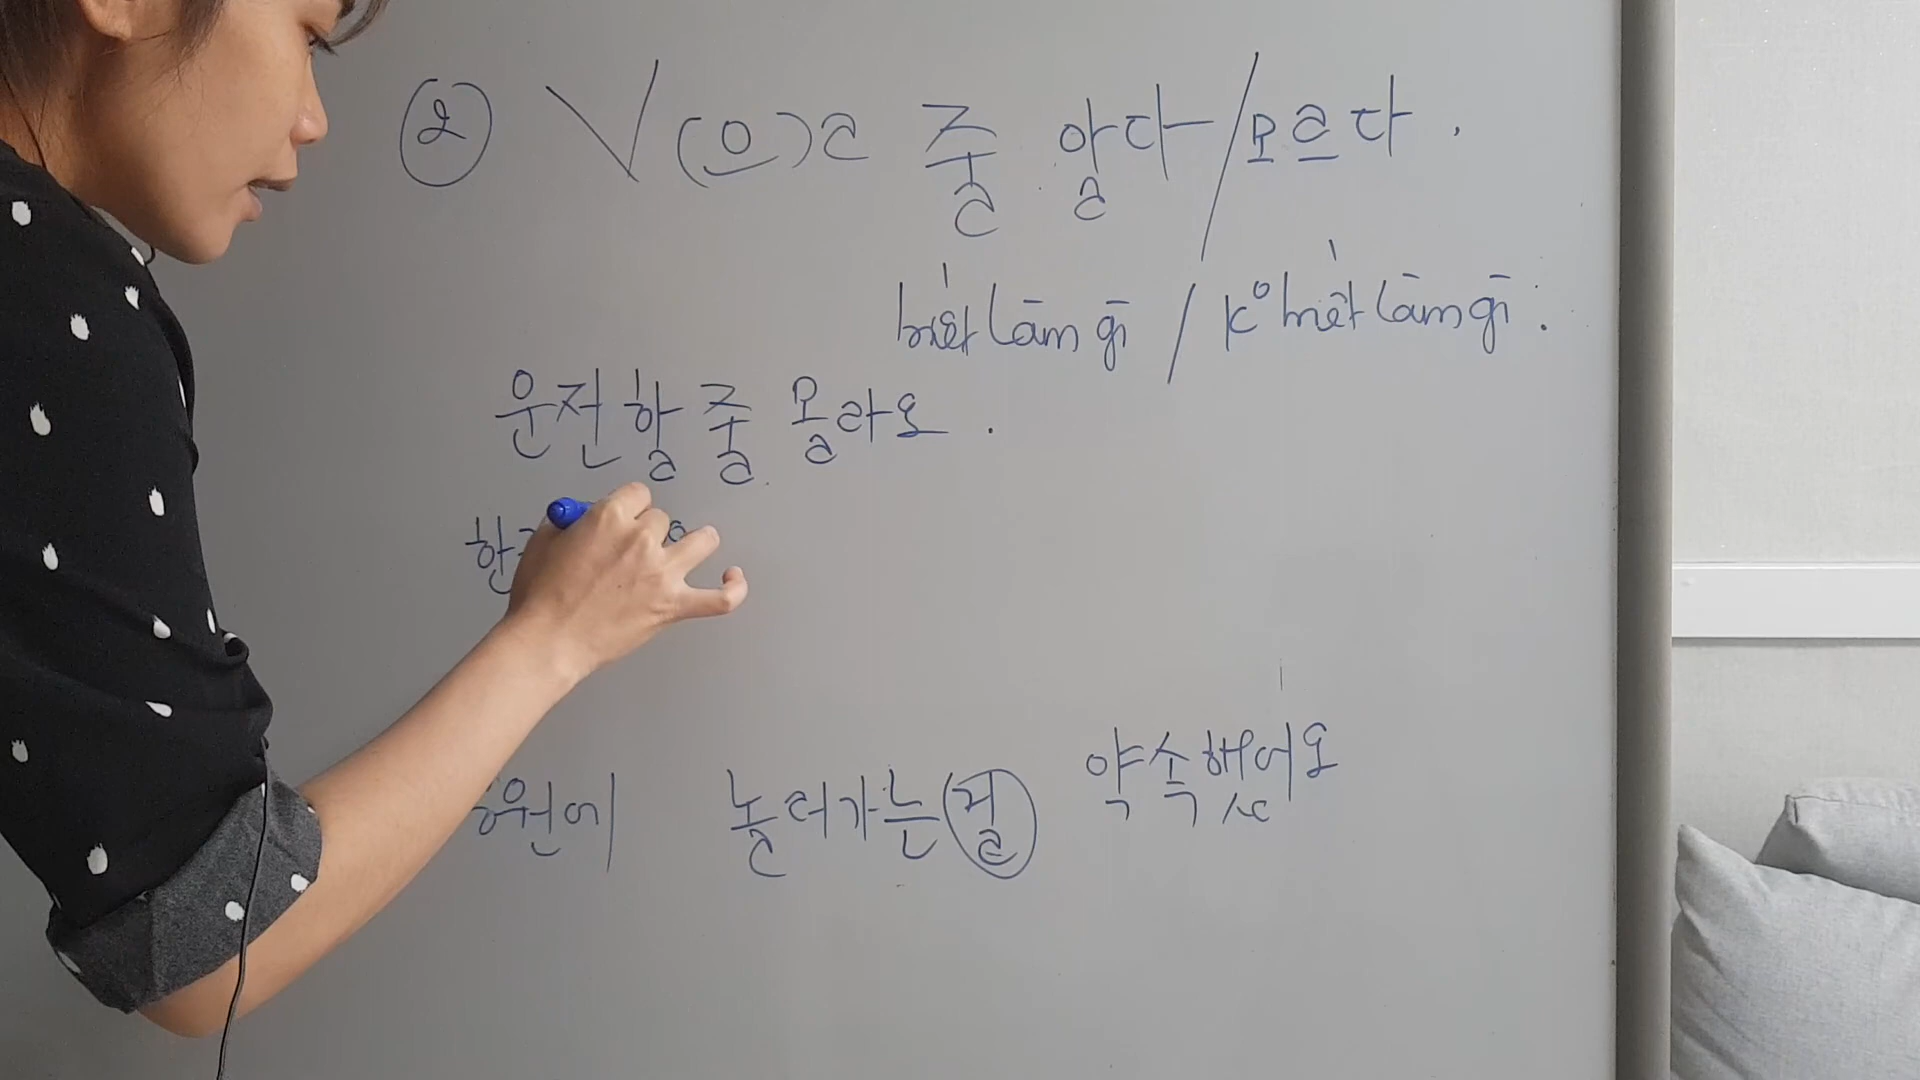 ② V (으)ㄹ 줄 알다/모르다.
biết làm gì / k° biết làm gì.
운전할 줄 몰라요.
한
놀러가는걸 약속했어요